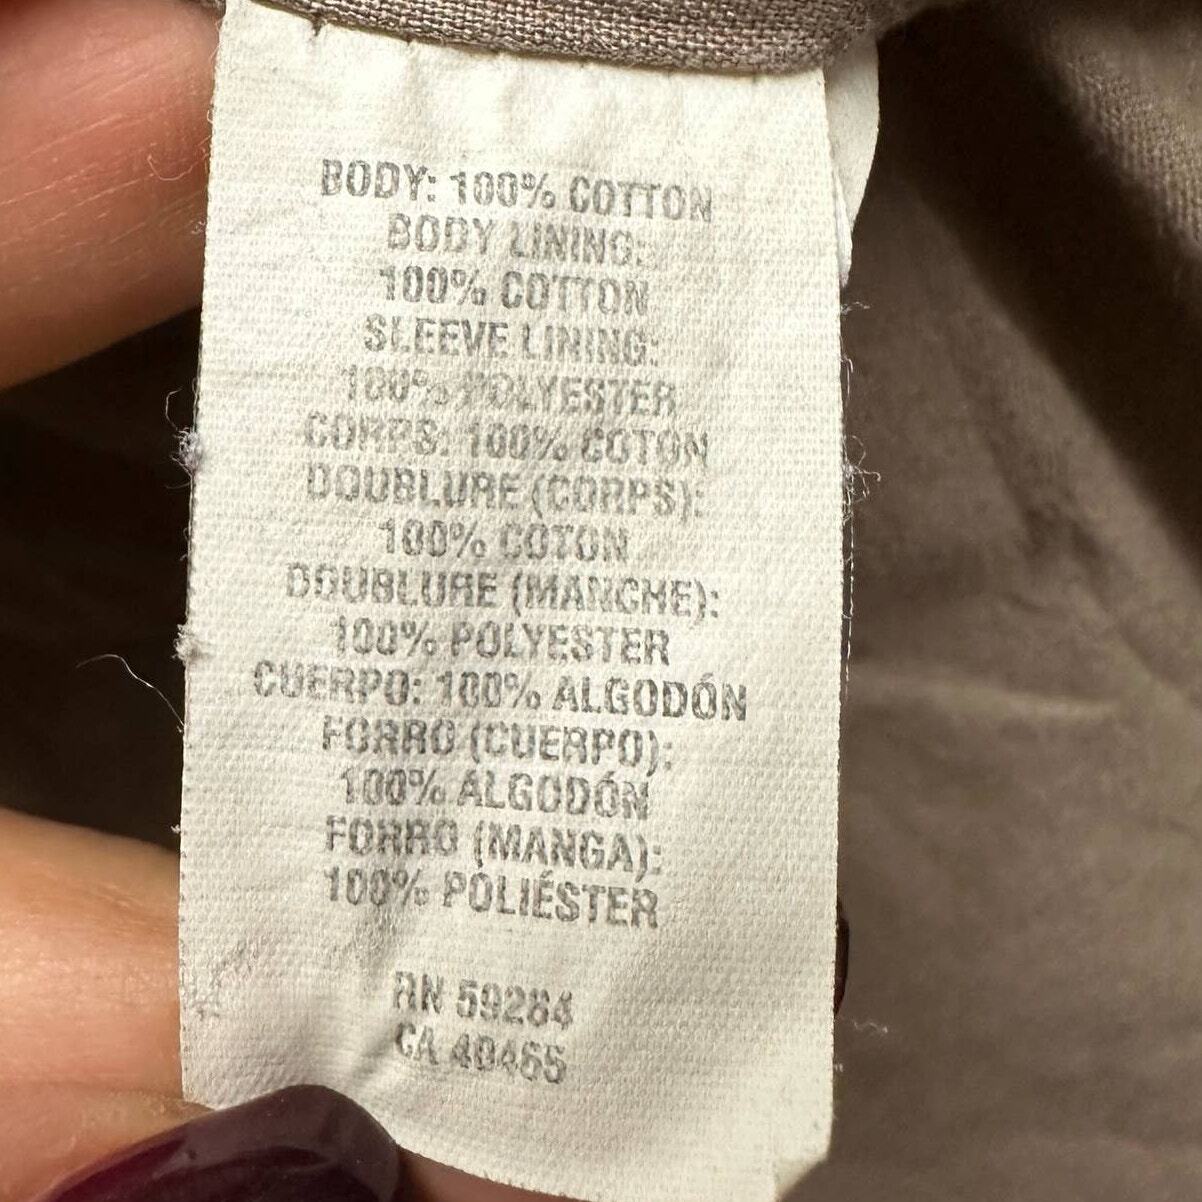 BODY: 100% COTTON
BODY LINING:
100% COTTON
SLEEVE LINING:
100% POLYESTER
CORPS: 100% COTON
DOUBLURE (CORPS):
100% COTON
DOUBLURE (MANCHE):
100% POLYESTER
CUERPO: 100% ALGODÓN
FORRO (CUERPO):
100% ALGODÓN
FORRO (MANGA):
100% POLIÉSTER
RN 59284
CA 40465